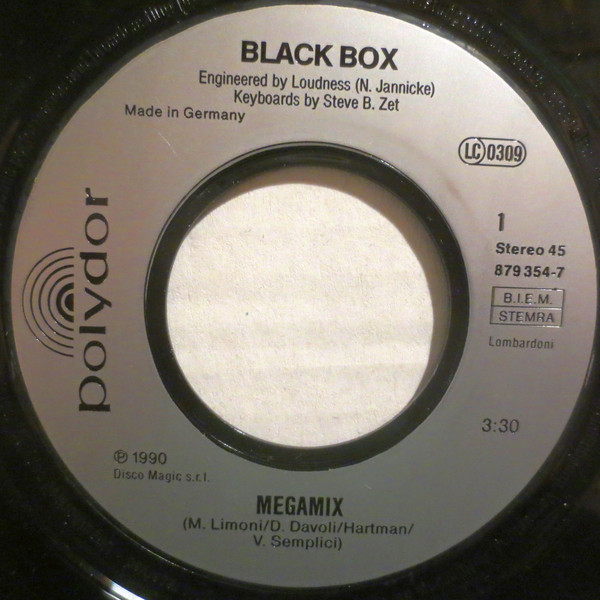 BLACK BOX
Engineered by Loudness (N. Jannicke)
Keyboards by Steve B. Zet
Made in Germany
LC 0309
polydor
1
Stereo 45
879 354-7
B.I.E.M.
STEMRA
Lombardoni
3:30
℗ 1990
Disco Magic s.r.l.
MEGAMIX
(M. Limoni/D. Davoli/Hartman/
V. Semplici)